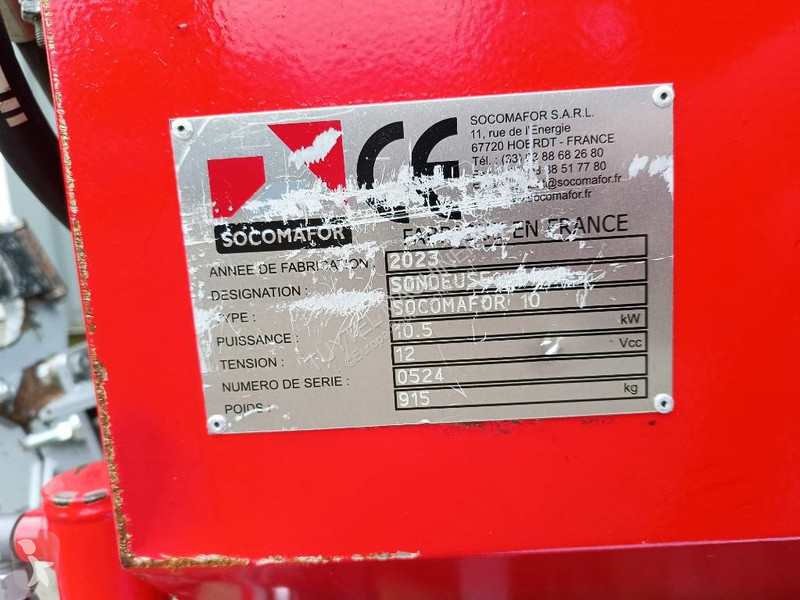 SOCOMAFOR S.A.R.L.
11, rue de l'Energie
67720 HOERDT - FRANCE
Tél. : (33) 88 68 26 80
88 51 77 80
@socomafor.fr
socomafor.fr
CE
SOCOMAFOR
FABRIQUE EN FRANCE
ANNEE DE FABRICATION : 2023
DESIGNATION : SONDEUSE
TYPE : SOCOMAFOR 10
PUISSANCE : 10.5 kW
TENSION : 12 Vcc
NUMERO DE SERIE : 0524
POIDS : 915 kg